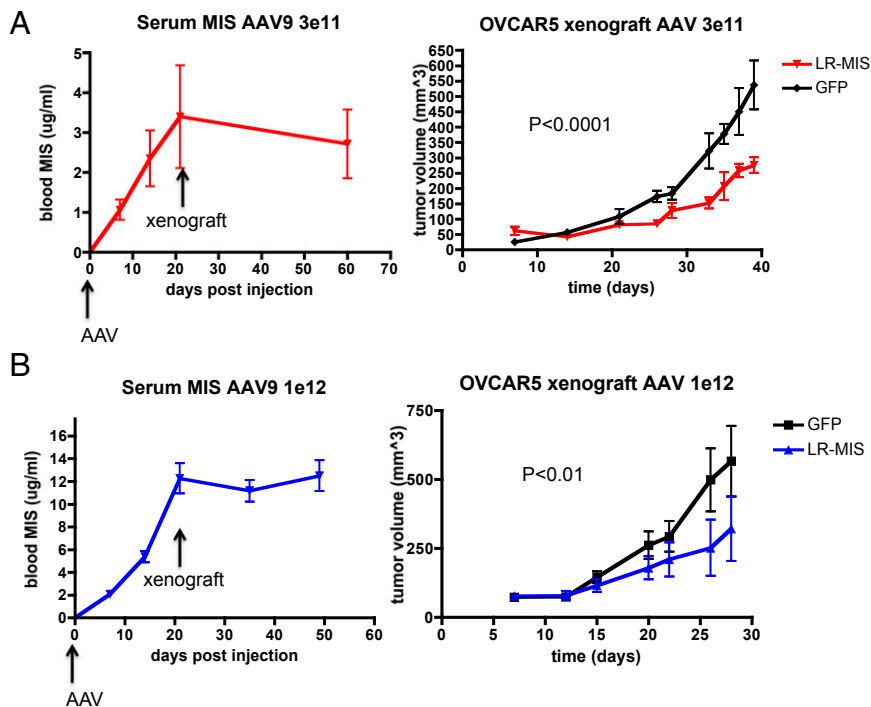 A
Serum MIS AAV9 3e11
blood MIS (ug/ml)
5
4
3
2
1
0
0 10 20 30 40 50 60 70
days post injection
xenograft
AAV
OVCAR5 xenograft AAV 3e11
tumor volume (mm^3)
650
600
550
500
450
400
350
300
250
200
150
100
50
0
0 10 20 30 40
time (days)
P<0.0001
LR-MIS
GFP
B
Serum MIS AAV9 1e12
blood MIS (ug/ml)
16
14
12
10
8
6
4
2
0
0 10 20 30 40 50 60
days post injection
xenograft
AAV
OVCAR5 xenograft AAV 1e12
tumor volume (mm^3)
750
500
250
0
0 5 10 15 20 25 30
time (days)
P<0.01
GFP
LR-MIS